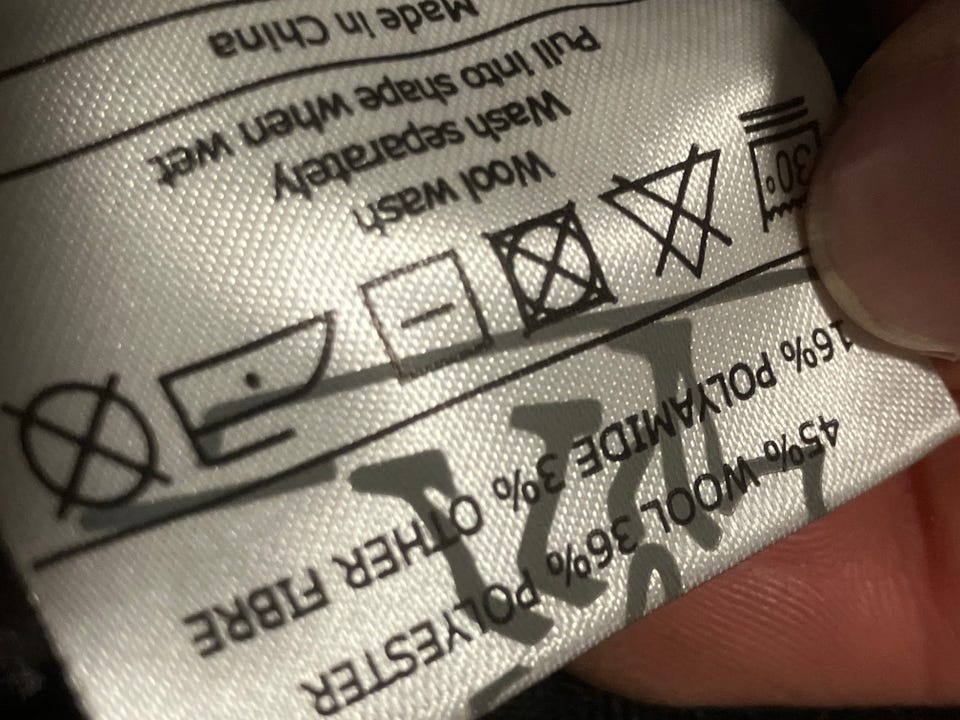 45% WOOL 36% POLYESTER
16% POLYAMIDE 3% OTHER FIBRE
30°
Wool wash
Wash separately
Pull into shape when wet
Made in China